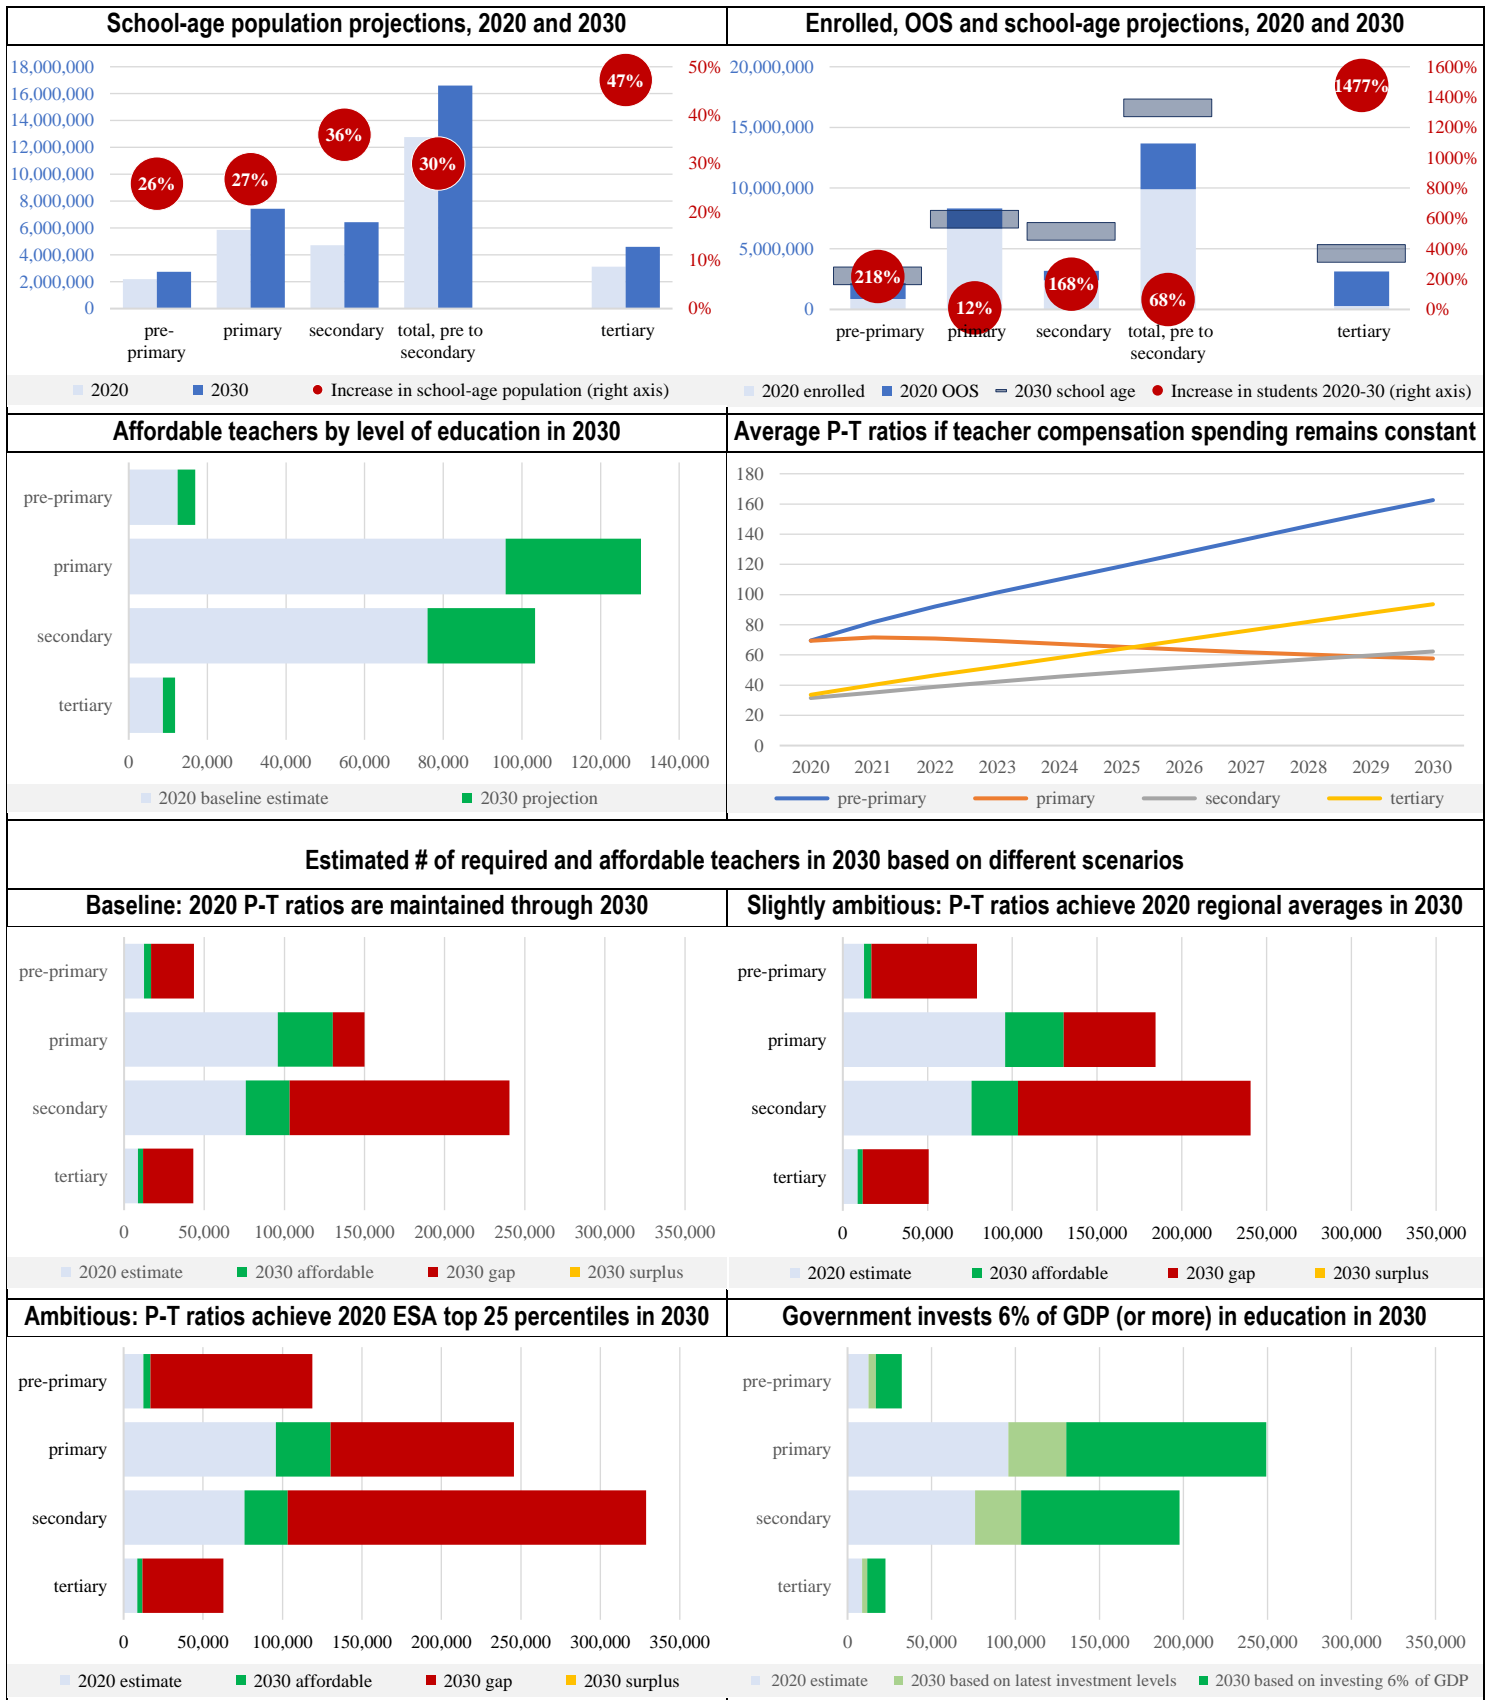 School-age population projections, 2020 and 2030
18,000,000
16,000,000
14,000,000
12,000,000
10,000,000
8,000,000
6,000,000
4,000,000
2,000,000
0
50%
40%
30%
20%
10%
0%
26%
27%
36%
30%
47%
pre-
primary
primary
secondary
total, pre to
secondary
tertiary
2020 2030 Increase in school-age population (right axis)
Enrolled, OOS and school-age projections, 2020 and 2030
20,000,000
15,000,000
10,000,000
5,000,000
0
1600%
1400%
1200%
1000%
800%
600%
400%
200%
0%
218%
12%
168%
68%
1477%
pre-primary
primary
secondary
total, pre to
secondary
tertiary
2020 enrolled 2020 OOS 2030 school age Increase in students 2020-30 (right axis)
Affordable teachers by level of education in 2030
pre-primary
primary
secondary
tertiary
0 20,000 40,000 60,000 80,000 100,000 120,000 140,000
2020 baseline estimate 2030 projection
Average P-T ratios if teacher compensation spending remains constant
180
160
140
120
100
80
60
40
20
0
2020 2021 2022 2023 2024 2025 2026 2027 2028 2029 2030
pre-primary primary secondary tertiary
Estimated # of required and affordable teachers in 2030 based on different scenarios
Baseline: 2020 P-T ratios are maintained through 2030
pre-primary
primary
secondary
tertiary
0 50,000 100,000 150,000 200,000 250,000 300,000 350,000
2020 estimate 2030 affordable 2030 gap 2030 surplus
Slightly ambitious: P-T ratios achieve 2020 regional averages in 2030
pre-primary
primary
secondary
tertiary
0 50,000 100,000 150,000 200,000 250,000 300,000 350,000
2020 estimate 2030 affordable 2030 gap 2030 surplus
Ambitious: P-T ratios achieve 2020 ESA top 25 percentiles in 2030
pre-primary
primary
secondary
tertiary
0 50,000 100,000 150,000 200,000 250,000 300,000 350,000
2020 estimate 2030 affordable 2030 gap 2030 surplus
Government invests 6% of GDP (or more) in education in 2030
pre-primary
primary
secondary
tertiary
0 50,000 100,000 150,000 200,000 250,000 300,000 350,000
2020 estimate 2030 based on latest investment levels 2030 based on investing 6% of GDP